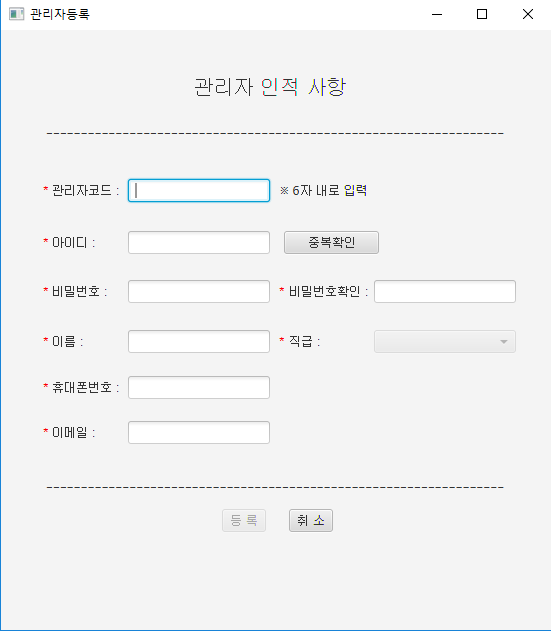 관리자등록
관리자 인적 사항
* 관리자코드 : ※ 6자 내로 입력
* 아이디 : 중복확인
* 비밀번호 : * 비밀번호확인 :
* 이름 : * 직급 :
* 휴대폰번호 :
* 이메일 :
등 록 취 소